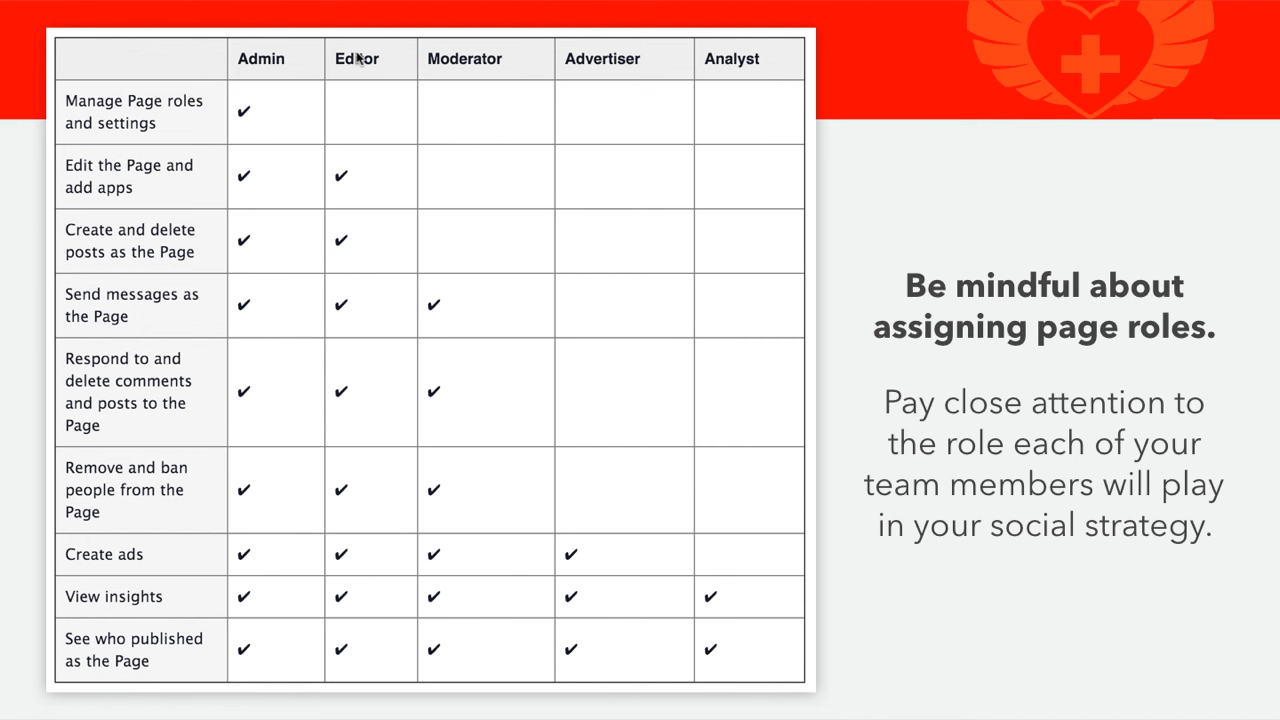 Admin Editor Moderator Advertiser Analyst
Manage Page roles
and settings ✔
Edit the Page and
add apps ✔ ✔
Create and delete
posts as the Page ✔ ✔
Send messages as
the Page ✔ ✔ ✔
Respond to and
delete comments
and posts to the
Page ✔ ✔ ✔
Remove and ban
people from the
Page ✔ ✔ ✔
Create ads ✔ ✔ ✔ ✔
View insights ✔ ✔ ✔ ✔ ✔
See who published
as the Page ✔ ✔ ✔ ✔ ✔
Be mindful about
assigning page roles.
Pay close attention to
the role each of your
team members will play
in your social strategy.